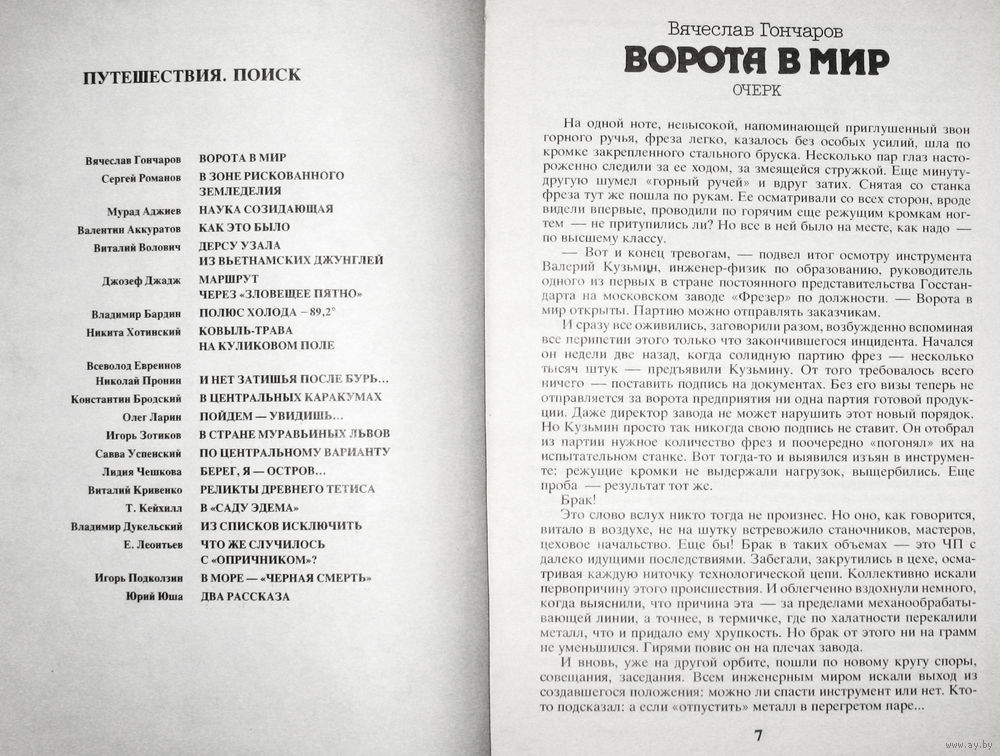 ПУТЕШЕСТВИЯ. ПОИСК
Вячеслав Гончаров ВОРОТА В МИР
Сергей Романов В ЗОНЕ РИСКОВАННОГО
ЗЕМЛЕДЕЛИЯ
Мурад Аджиев НАУКА СОЗИДАЮЩАЯ
Валентин Аккуратов КАК ЭТО БЫЛО
Виталий Волович ДЕРСУ УЗАЛА
ИЗ ВЬЕТНАМСКИХ ДЖУНГЛЕЙ
Джозеф Джадж МАРШРУТ
ЧЕРЕЗ «ЗЛОВЕЩЕЕ ПЯТНО»
Владимир Бардин ПОЛЮС ХОЛОДА – 89,2°
Никита Хотинский КОВЫЛЬ-ТРАВА
НА КУЛИКОВОМ ПОЛЕ
Всеволод Евреинов
Николай Пронин И НЕТ ЗАТИШЬЯ ПОСЛЕ БУРЬ...
Константин Бродский В ЦЕНТРАЛЬНЫХ КАРАКУМАХ
Олег Ларин ПОЙДЕМ — УВИДИШЬ...
Игорь Зотиков В СТРАНЕ МУРАВЬИНЫХ ЛЬВОВ
Савва Успенский ПО ЦЕНТРАЛЬНОМУ ВАРИАНТУ
Лидия Чешкова БЕРЕГ, Я — ОСТРОВ...
Виталий Кривенко РЕЛИКТЫ ДРЕВНЕГО ТЕТИСА
Т. Кейхилл В «САДУ ЭДЕМА»
Владимир Дукельский ИЗ СПИСКОВ ИСКЛЮЧИТЬ
Е. Леонтьев ЧТО ЖЕ СЛУЧИЛОСЬ
С «ОПРИЧНИКОМ»?
Игорь Подколзин В МОРЕ — «ЧЕРНАЯ СМЕРТЬ»
Юрий Юша ДВА РАССКАЗА
Вячеслав Гончаров
ВОРОТА В МИР
ОЧЕРК
На одной ноте, невысокой, напоминающей приглушенный звон
горного ручья, фреза легко, казалось без особых усилий, шла по
кромке закрепленного стального бруска. Несколько пар глаз насто-
роженно следили за ее ходом, за змеящейся стружкой. Еще минуту-
другую шумел «горный ручей» и вдруг затих. Снятая со станка
фреза тут же пошла по рукам. Ее осматривали со всех сторон, вроде
видели впервые, проводили по горячим еще режущим кромкам ног-
тем — не притупились ли? Но все в ней было на месте, как надо —
по высшему классу.
— Вот и конец тревогам, — подвел итог осмотру инструмента
Валерий Кузьмин, инженер-физик по образованию, руководитель
одного из первых в стране постоянного представительства Госстан-
дарта на московском заводе «Фрезер» по должности. — Ворота в
мир открыты. Партию можно отправлять заказчикам.
И сразу все оживились, заговорили разом, возбужденно вспоминая
все перипетии этого только что закончившегося инцидента. Начался
он недели две назад, когда солидную партию фрез — несколько
тысяч штук — предъявили Кузьмину. От того требовалось всего
ничего — поставить подпись на документах. Без его визы теперь не
отправляется за ворота предприятия ни одна партия готовой продук-
ции. Даже директор завода не может нарушить этот новый порядок.
Но Кузьмин просто так никогда свою подпись не ставит. Он отобрал
из партии нужное количество фрез и поочередно «погонял» их на
испытательном станке. Вот тогда-то и выявился изъян в инструмен-
те: режущие кромки не выдержали нагрузок, выщербились. Еще
проба — результат тот же.
Брак!
Это слово вслух никто тогда не произнес. Но оно, как говорится,
витало в воздухе, не на шутку встревожило станочников, мастеров,
цеховое начальство. Еще бы! Брак в таких объемах — это ЧП с
далеко идущими последствиями. Забегали, закрутились в цехе, осма-
тривая каждую ниточку технологической цепи. Коллективно искали
первопричину этого происшествия. И облегченно вздохнули немного,
когда выяснили, что причина эта — за пределами механообрабаты-
вающей линии, а точнее, в термичке, где по халатности перекалили
металл, что и придало ему хрупкость. Но брак от этого ни на грамм
не уменьшился. Гирями повис он на плечах завода.
И вновь, уже на другой орбите, пошли по новому кругу споры,
совещания, заседания. Всем инженерным миром искали выход из
создавшегося положения: можно ли спасти инструмент или нет. Кто-
то подсказал: а если «отпустить» металл в перегретом паре...
7
www.ay.by